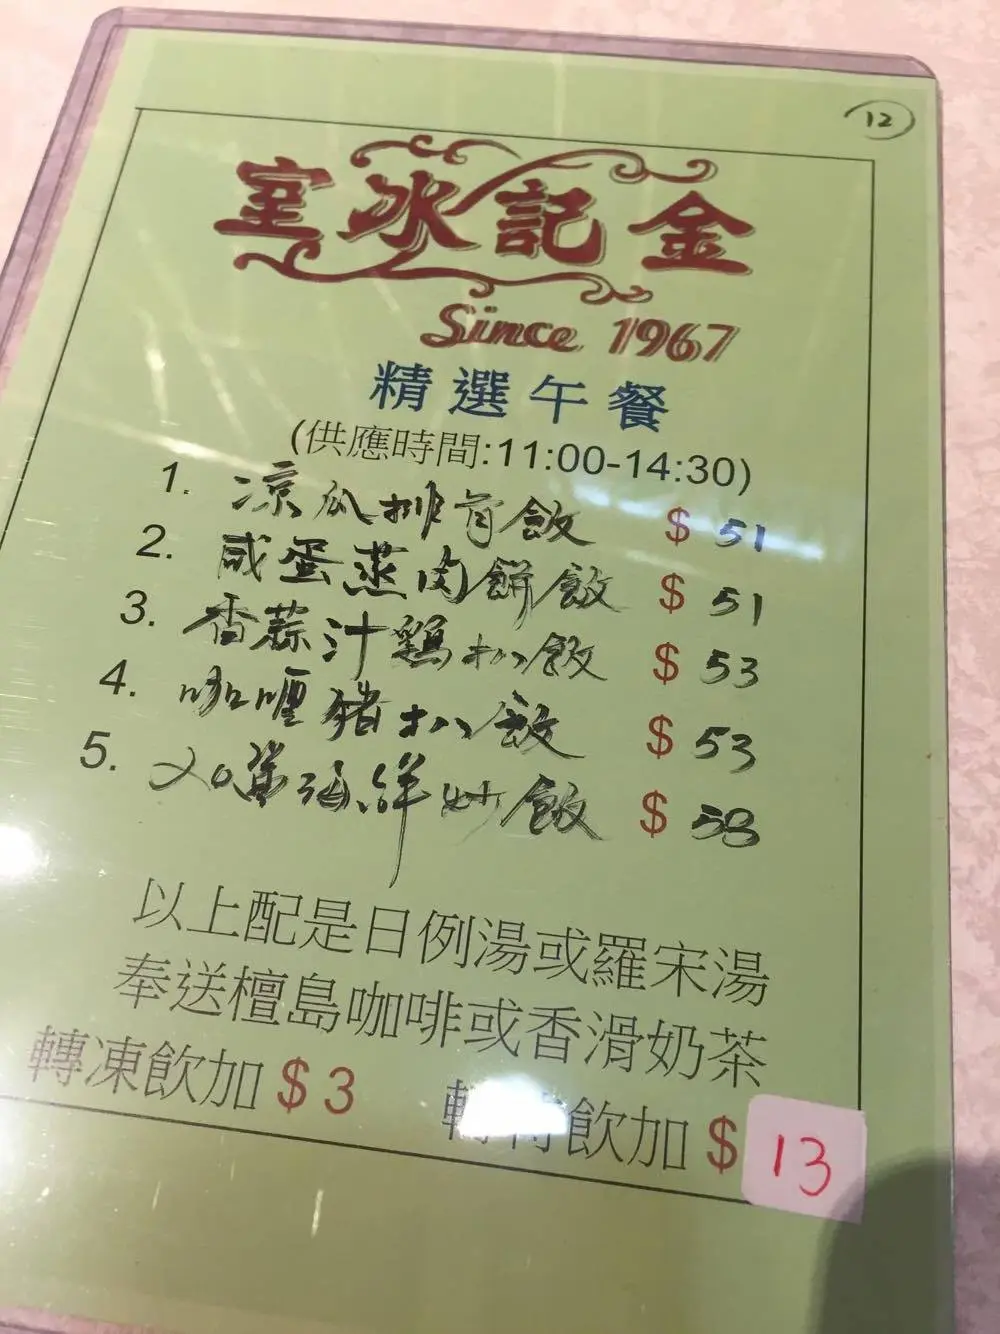 12
金記冰室
Since 1967
精選午餐
(供應時間:11:00-14:30)
1. 凉瓜排骨飯 $ 51
2. 咸蛋蒸肉餅飯 $ 51
3. 香蒜汁鷄扒飯 $ 53
4. 咖喱豬扒飯 $ 53
5. XO醬海鮮炒飯 $ 58
以上配是日例湯或羅宋湯
奉送檀島咖啡或香滑奶茶
轉凍飲加 $ 3 轉飲加 $ 13